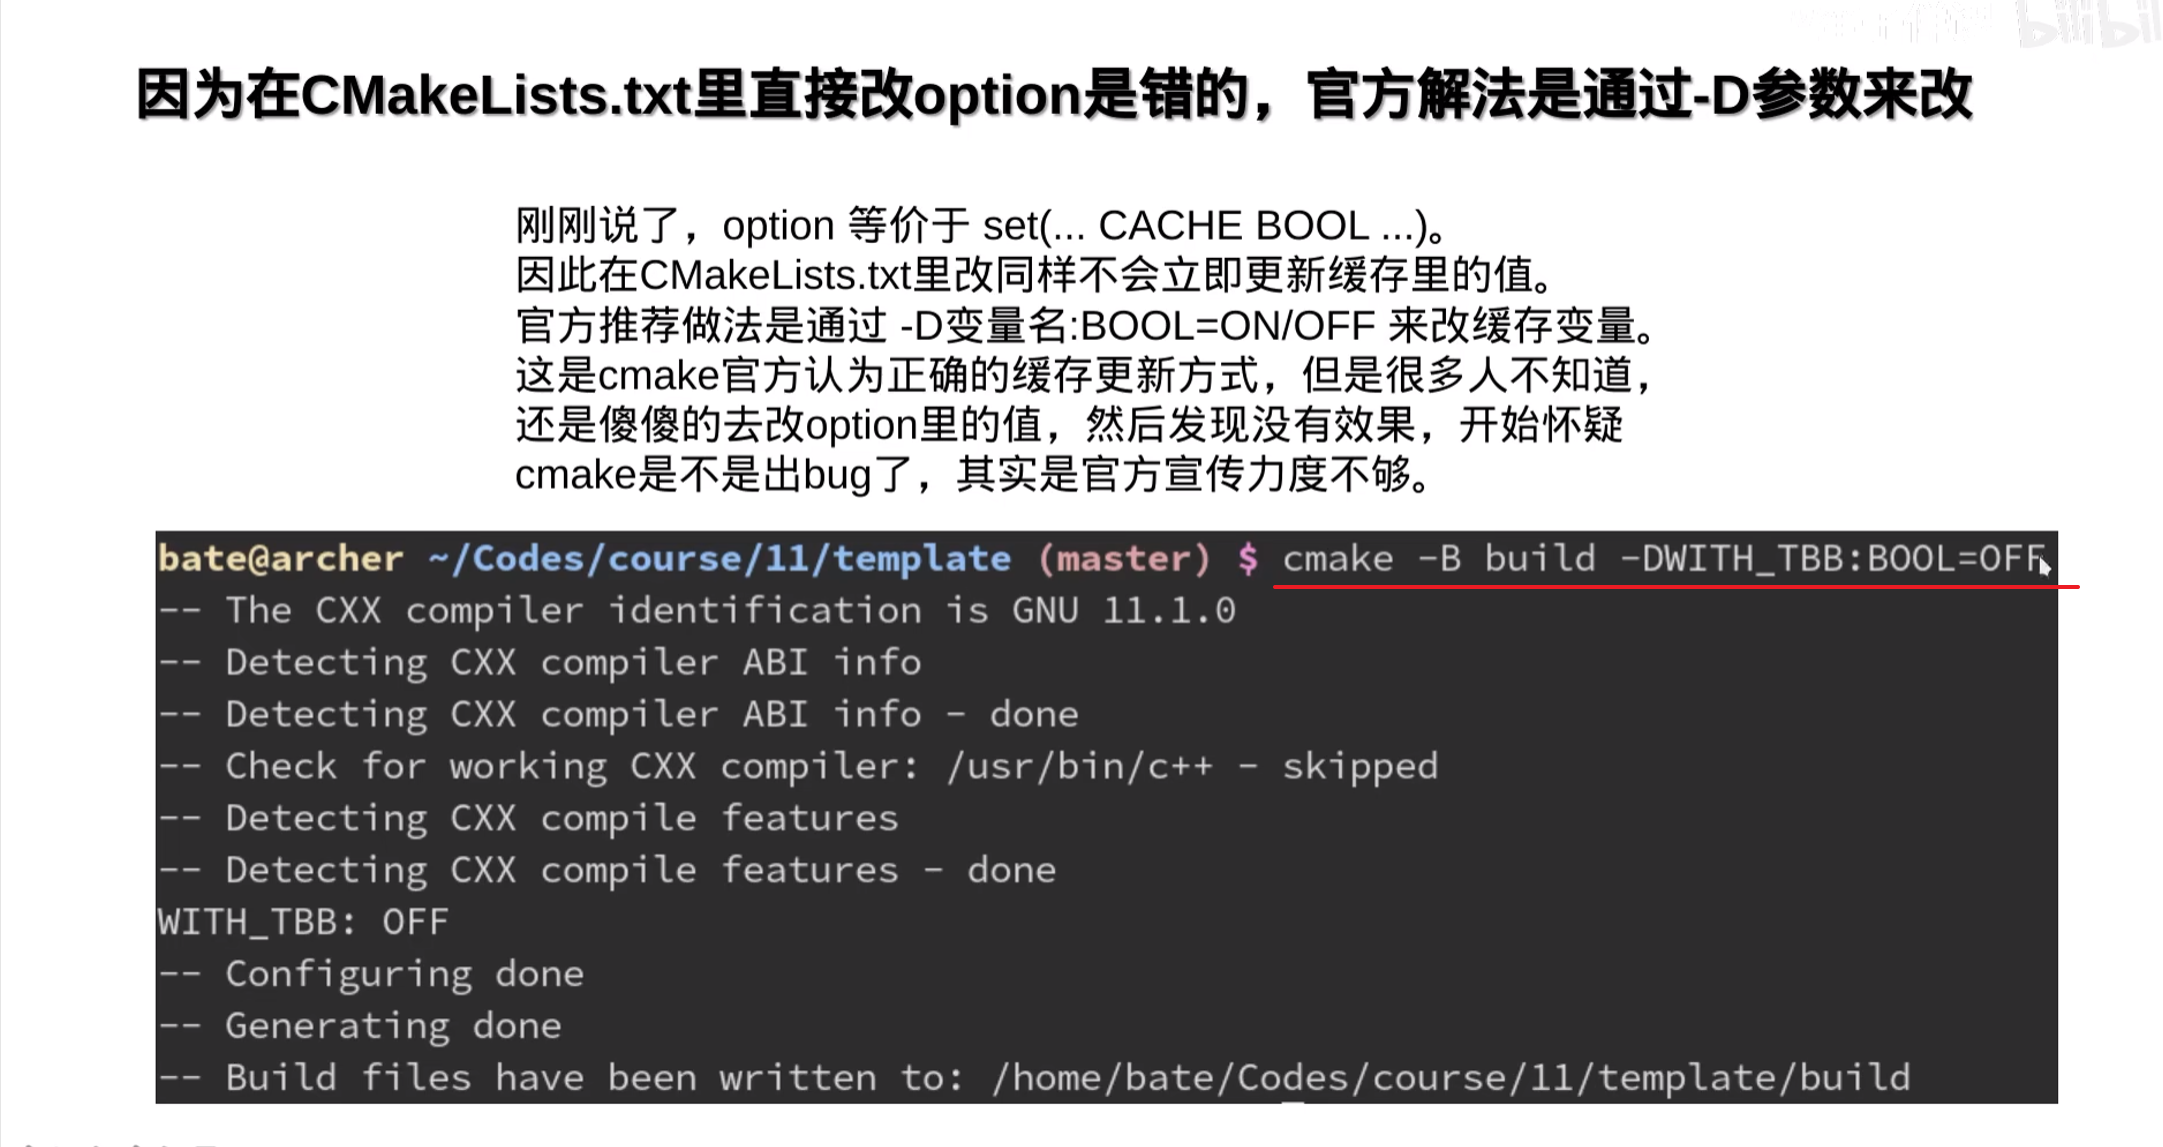 因为在CMakeLists.txt里直接改option是错的，官方解法是通过-D参数来改
刚刚说了，option 等价于 set(... CACHE BOOL ...)。
因此在CMakeLists.txt里改同样不会立即更新缓存里的值。
官方推荐做法是通过 -D变量名:BOOL=ON/OFF 来改缓存变量。
这是cmake官方认为正确的缓存更新方式，但是很多人不知道，
还是傻傻的去改option里的值，然后发现没有效果，开始怀疑
cmake是不是出bug了，其实是官方宣传力度不够。
bate@archer ~/Codes/course/11/template (master) $ cmake -B build -DWITH_TBB:BOOL=OFF
-- The CXX compiler identification is GNU 11.1.0
-- Detecting CXX compiler ABI info
-- Detecting CXX compiler ABI info - done
-- Check for working CXX compiler: /usr/bin/c++ - skipped
-- Detecting CXX compile features
-- Detecting CXX compile features - done
WITH_TBB: OFF
-- Configuring done
-- Generating done
-- Build files have been written to: /home/bate/Codes/course/11/template/build